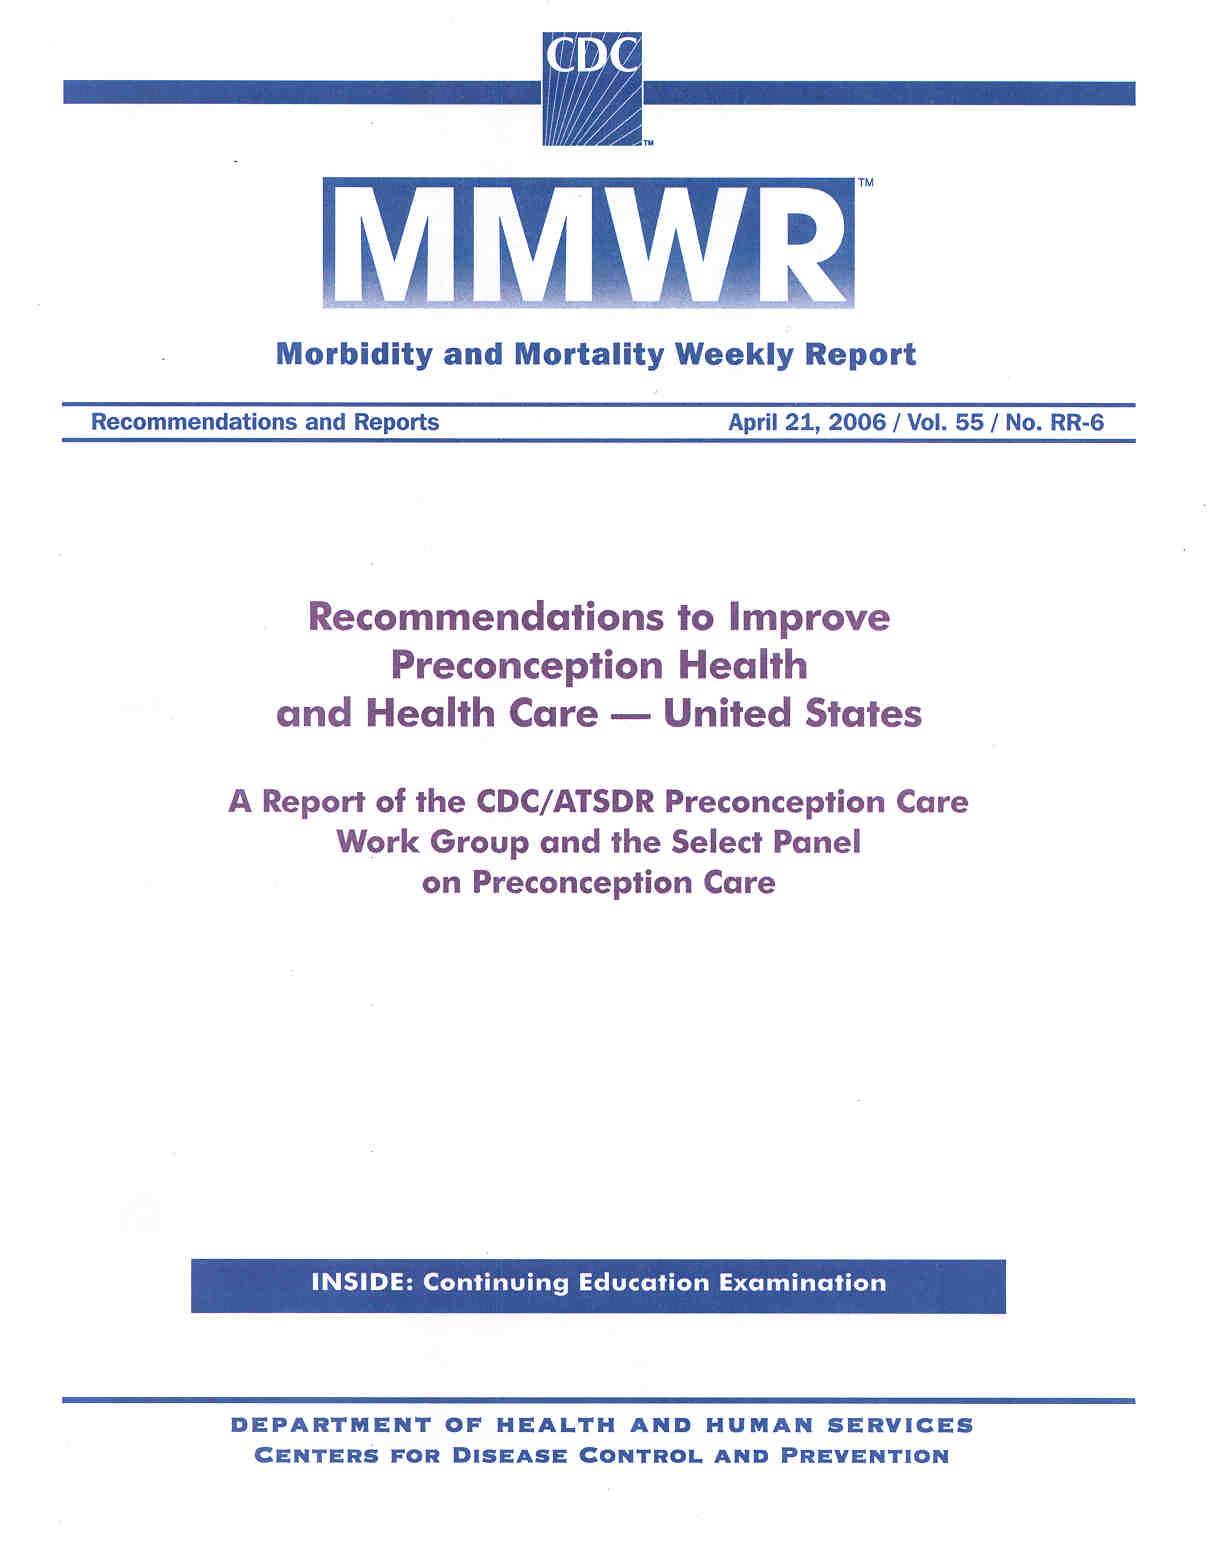 CDC
TM
MMWR
TM
Morbidity and Mortality Weekly Report
Recommendations and Reports April 21, 2006 / Vol. 55 / No. RR-6
Recommendations to Improve
Preconception Health
and Health Care — United States
A Report of the CDC/ATSDR Preconception Care
Work Group and the Select Panel
on Preconception Care
INSIDE: Continuing Education Examination
DEPARTMENT OF HEALTH AND HUMAN SERVICES
CENTERS FOR DISEASE CONTROL AND PREVENTION